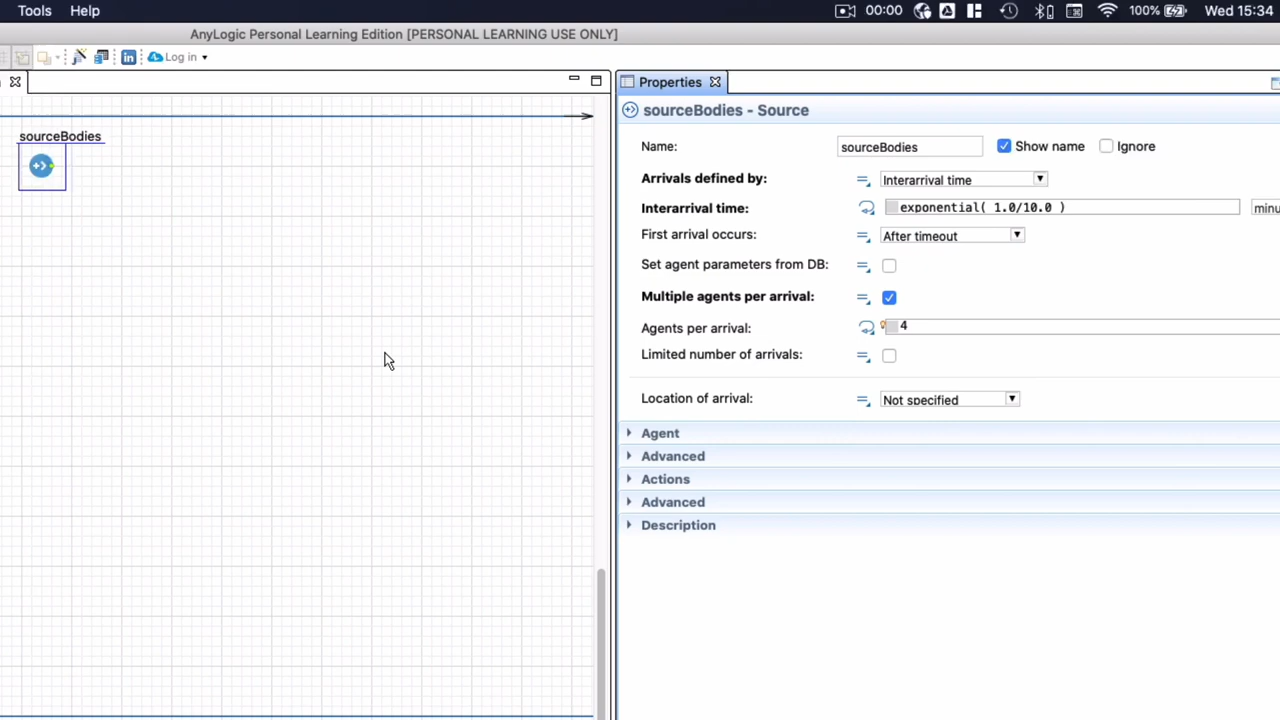 Tools Help 00:00 100% Wed 15:34
AnyLogic Personal Learning Edition [PERSONAL LEARNING USE ONLY]
Log in
Properties
sourceBodies
sourceBodies - Source
Name: sourceBodies Show name Ignore
Arrivals defined by: Interarrival time
Interarrival time: exponential( 1.0/10.0 ) minu
First arrival occurs: After timeout
Set agent parameters from DB:
Multiple agents per arrival:
Agents per arrival: 4
Limited number of arrivals:
Location of arrival: Not specified
Agent
Advanced
Actions
Advanced
Description